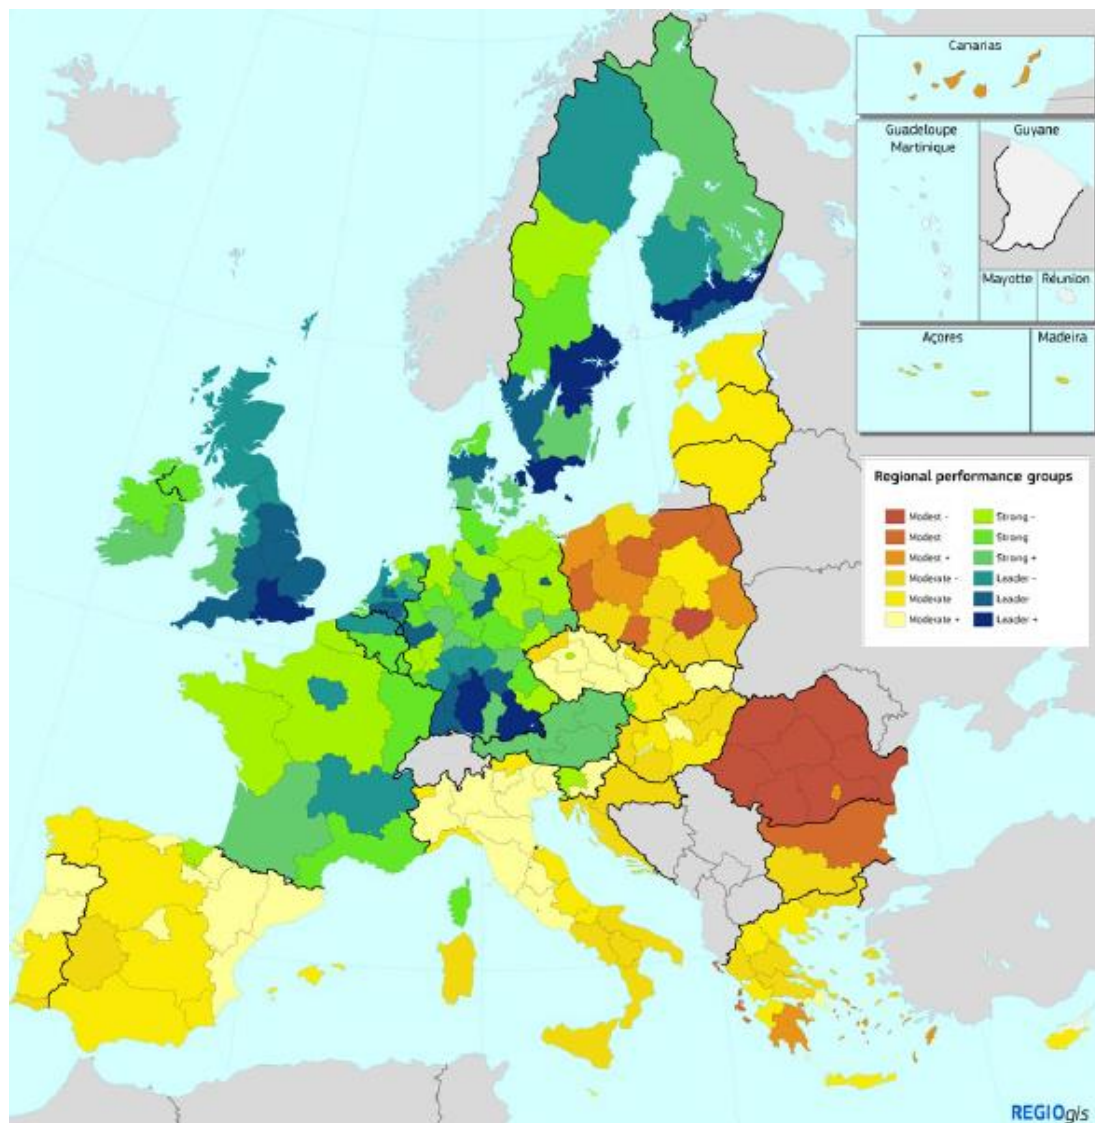 Canarias
Guadeloupe
Martinique
Guyane
Mayotte
Réunion
Açores
Madeira
Regional performance groups
Modest -
Modest
Modest +
Moderate -
Moderate
Moderate +
Strong -
Strong
Strong +
Leader -
Leader
Leader +
REGIOgis